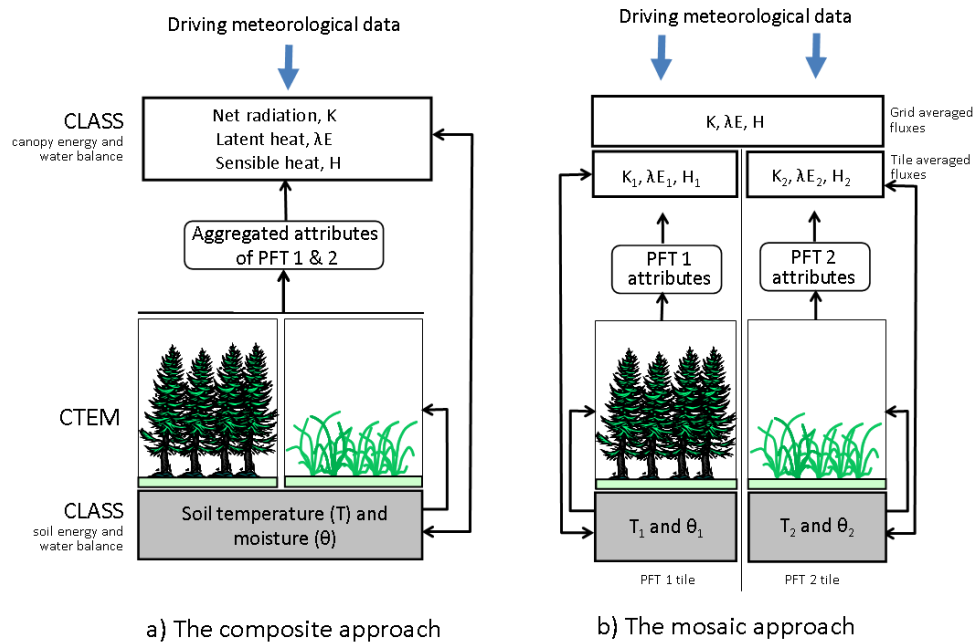 Driving meteorological data
CLASS
canopy energy and
water balance
Net radiation, K
Latent heat, λE
Sensible heat, H
Aggregated attributes
of PFT 1 & 2
CTEM
CLASS
soil energy and
water balance
Soil temperature (T) and
moisture (θ)
a) The composite approach
Driving meteorological data
K, λE, H
Grid averaged
fluxes
K₁, λE₁, H₁
K₂, λE₂, H₂
Tile averaged
fluxes
PFT 1
attributes
PFT 2
attributes
T₁ and θ₁
T₂ and θ₂
PFT 1 tile
PFT 2 tile
b) The mosaic approach